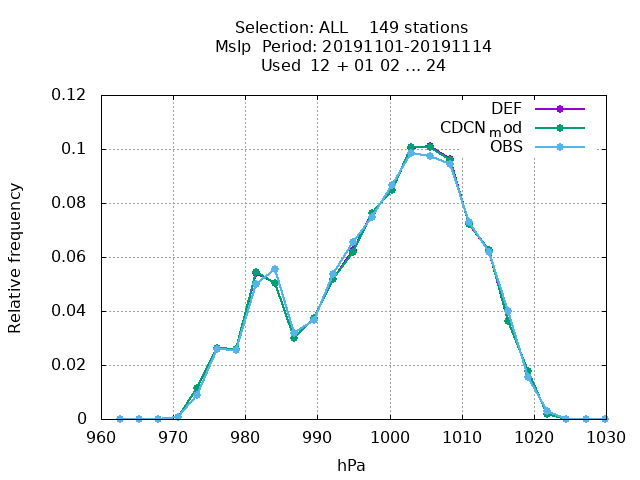 Selection: ALL    149 stations
Mslp  Period: 20191101-20191114
Used  12 + 01 02 ... 24
DEF
CDCNmod
OBS
Relative frequency
0.12
0.1
0.08
0.06
0.04
0.02
0
960 970 980 990 1000 1010 1020 1030
hPa